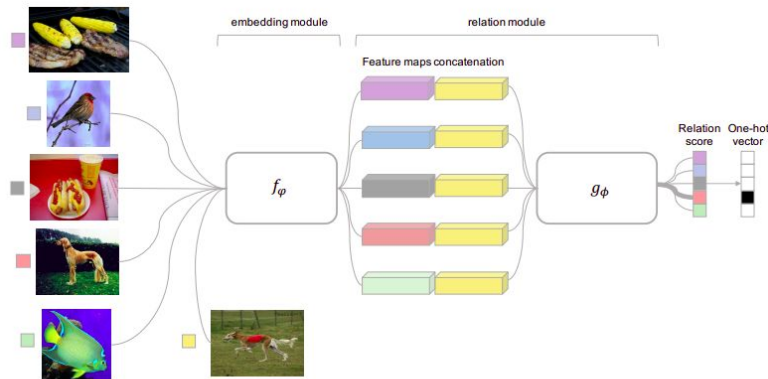 embedding module
relation module
Feature maps concatenation
Relation
score
One-hot
vector
fφ
gϕ